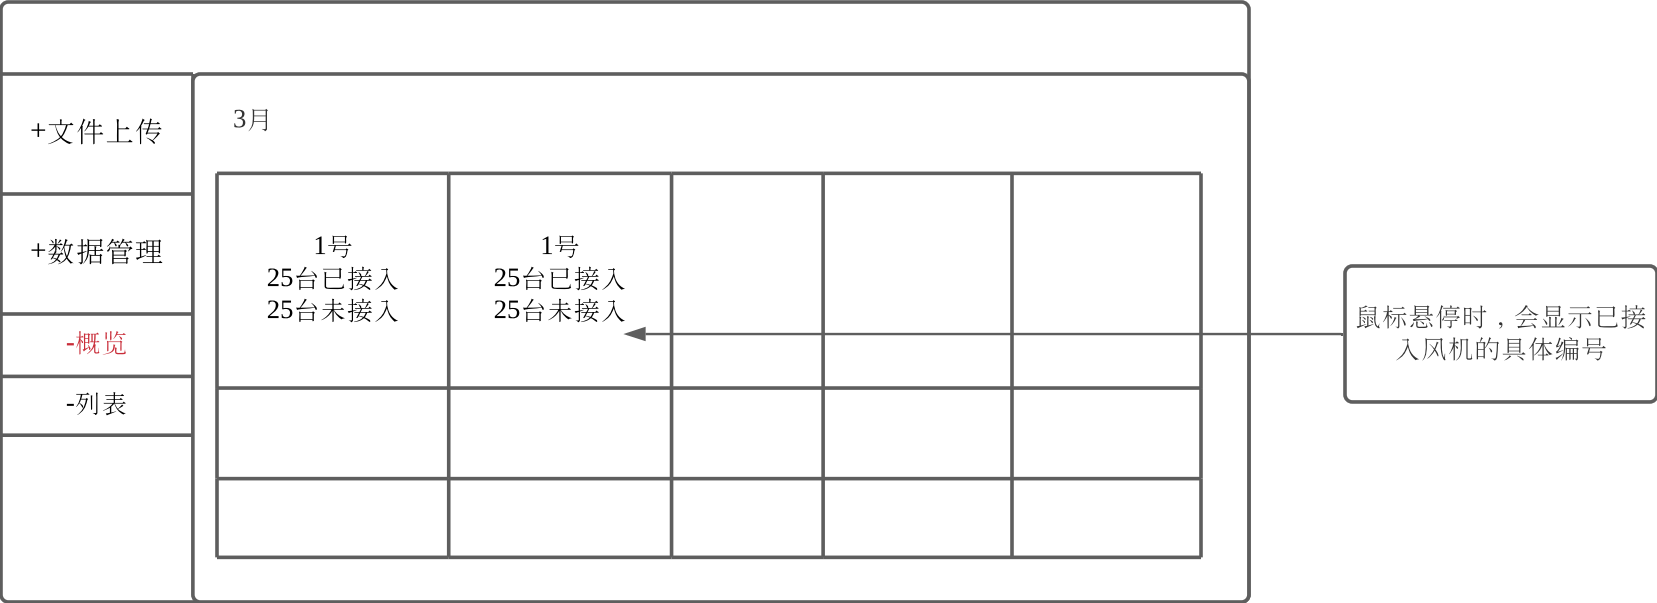 +文件上传
+数据管理
-概览
-列表
3月
1号
25台已接入
25台未接入
1号
25台已接入
25台未接入
鼠标悬停时，会显示已接
入风机的具体编号